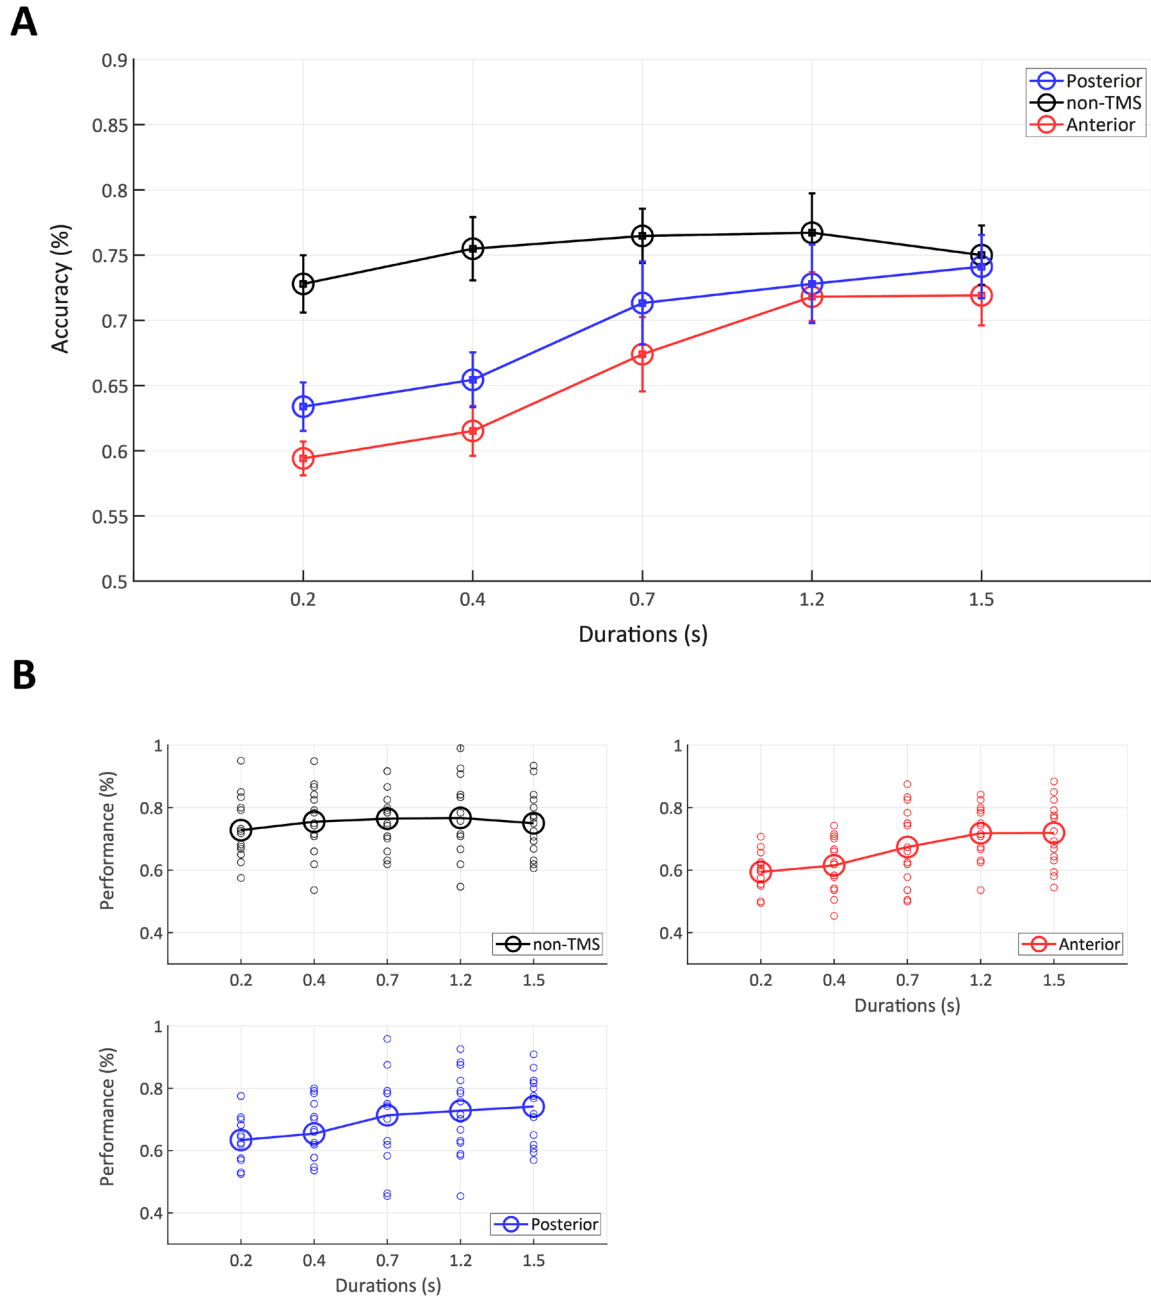 A
0.9
0.85
0.8
0.75
0.7
0.65
0.6
0.55
0.5
Accuracy (%)
Posterior
non-TMS
Anterior
0.2 0.4 0.7 1.2 1.5
Durations (s)
B
1
0.8
0.6
0.4
Performance (%)
non-TMS
0.2 0.4 0.7 1.2 1.5
1
0.8
0.6
0.4
Anterior
0.2 0.4 0.7 1.2 1.5
Durations (s)
1
0.8
0.6
0.4
Performance (%)
Posterior
0.2 0.4 0.7 1.2 1.5
Durations (s)